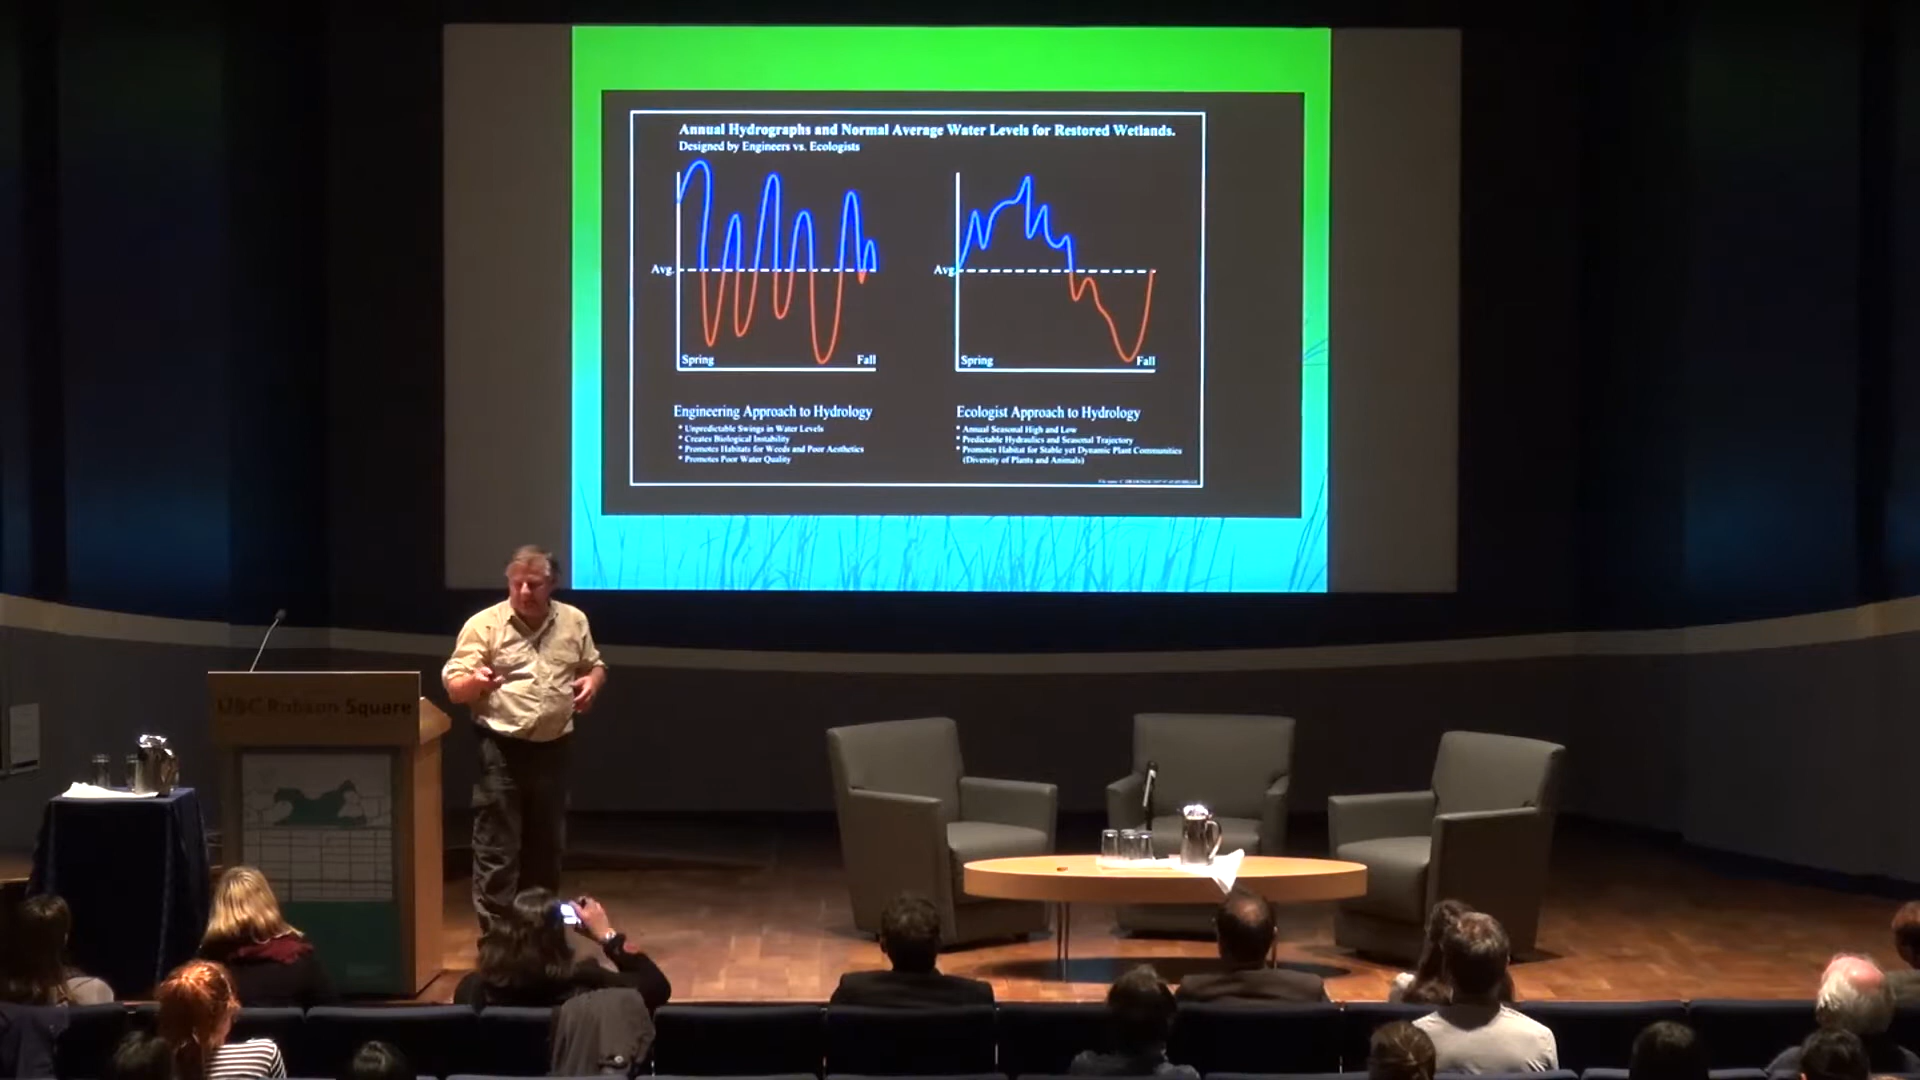 Annual Hydrographs and Normal Average Water Levels for Restored Wetlands.
Designed by Engineers vs. Ecologists
Avg.
Spring
Fall
Avg.
Spring
Fall
Engineering Approach to Hydrology
* Unpredictable Swings in Water Levels
* Creates Biological Instability
* Promotes Habitats for Weeds and Poor Aesthetics
* Promotes Poor Water Quality
Ecologist Approach to Hydrology
* Annual Seasonal High and Low
* Predictable Hydraulics and Seasonal Trajectory
* Promotes Habitat for Stable yet Dynamic Plant Communities
(Diversity of Plants and Animals)
UBC Robson Square